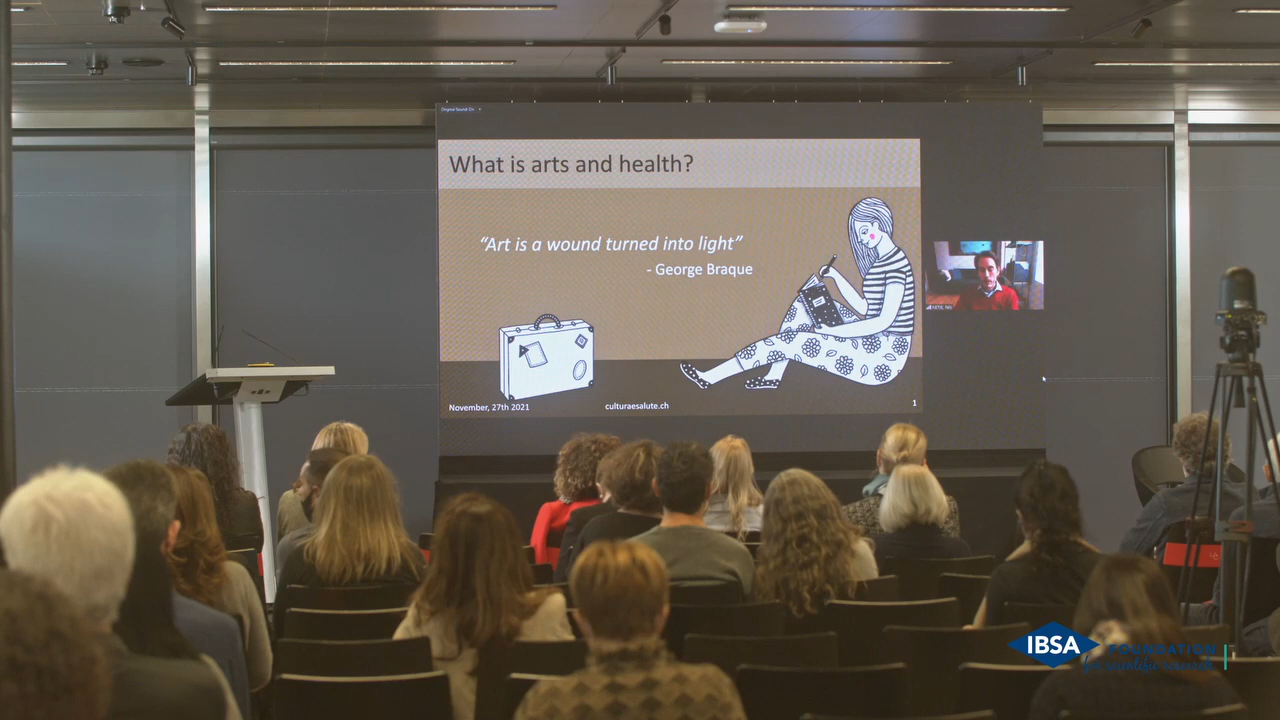 What is arts and health?
“Art is a wound turned into light”
- George Braque
November, 27th 2021
culturaesalute.ch
1
IBSA
FOUNDATION
for scientific research